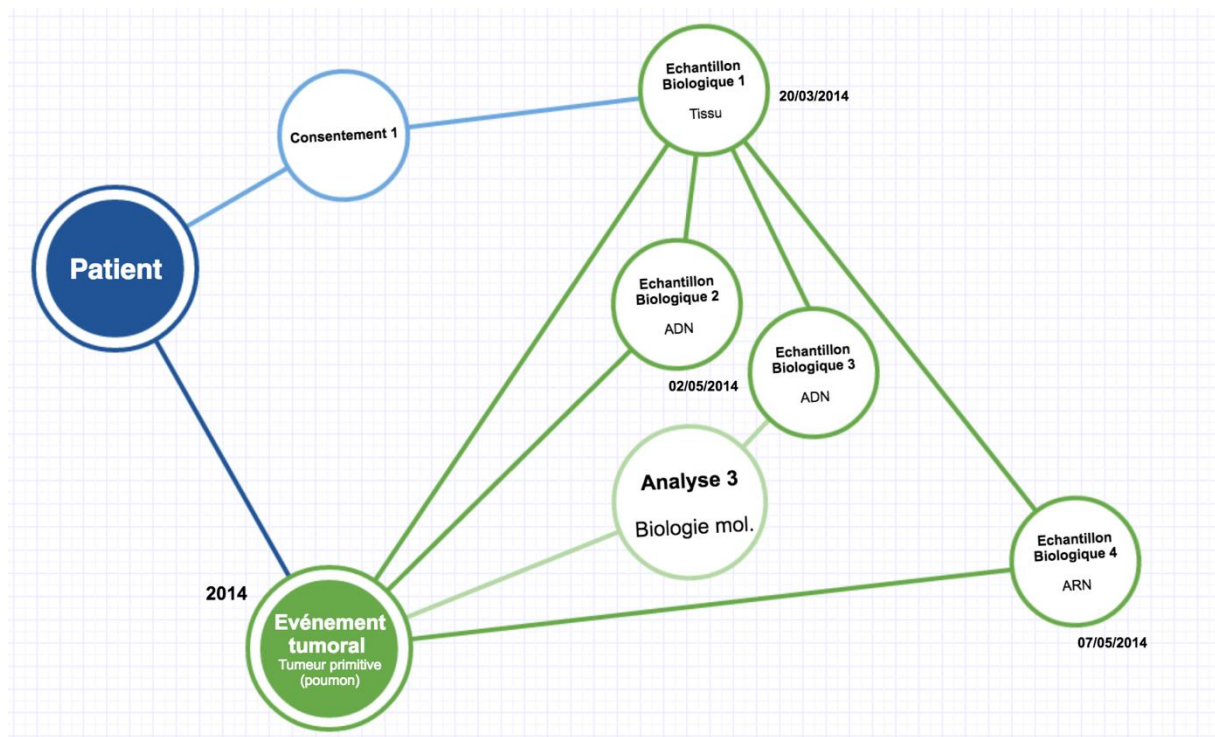 Echantillon
Biologique 1
Tissu
20/03/2014
Consentement 1
Patient
Echantillon
Biologique 2
ADN
02/05/2014
Echantillon
Biologique 3
ADN
Analyse 3
Biologie mol.
Echantillon
Biologique 4
ARN
07/05/2014
2014
Evénement
tumoral
Tumeur primitive
(poumon)